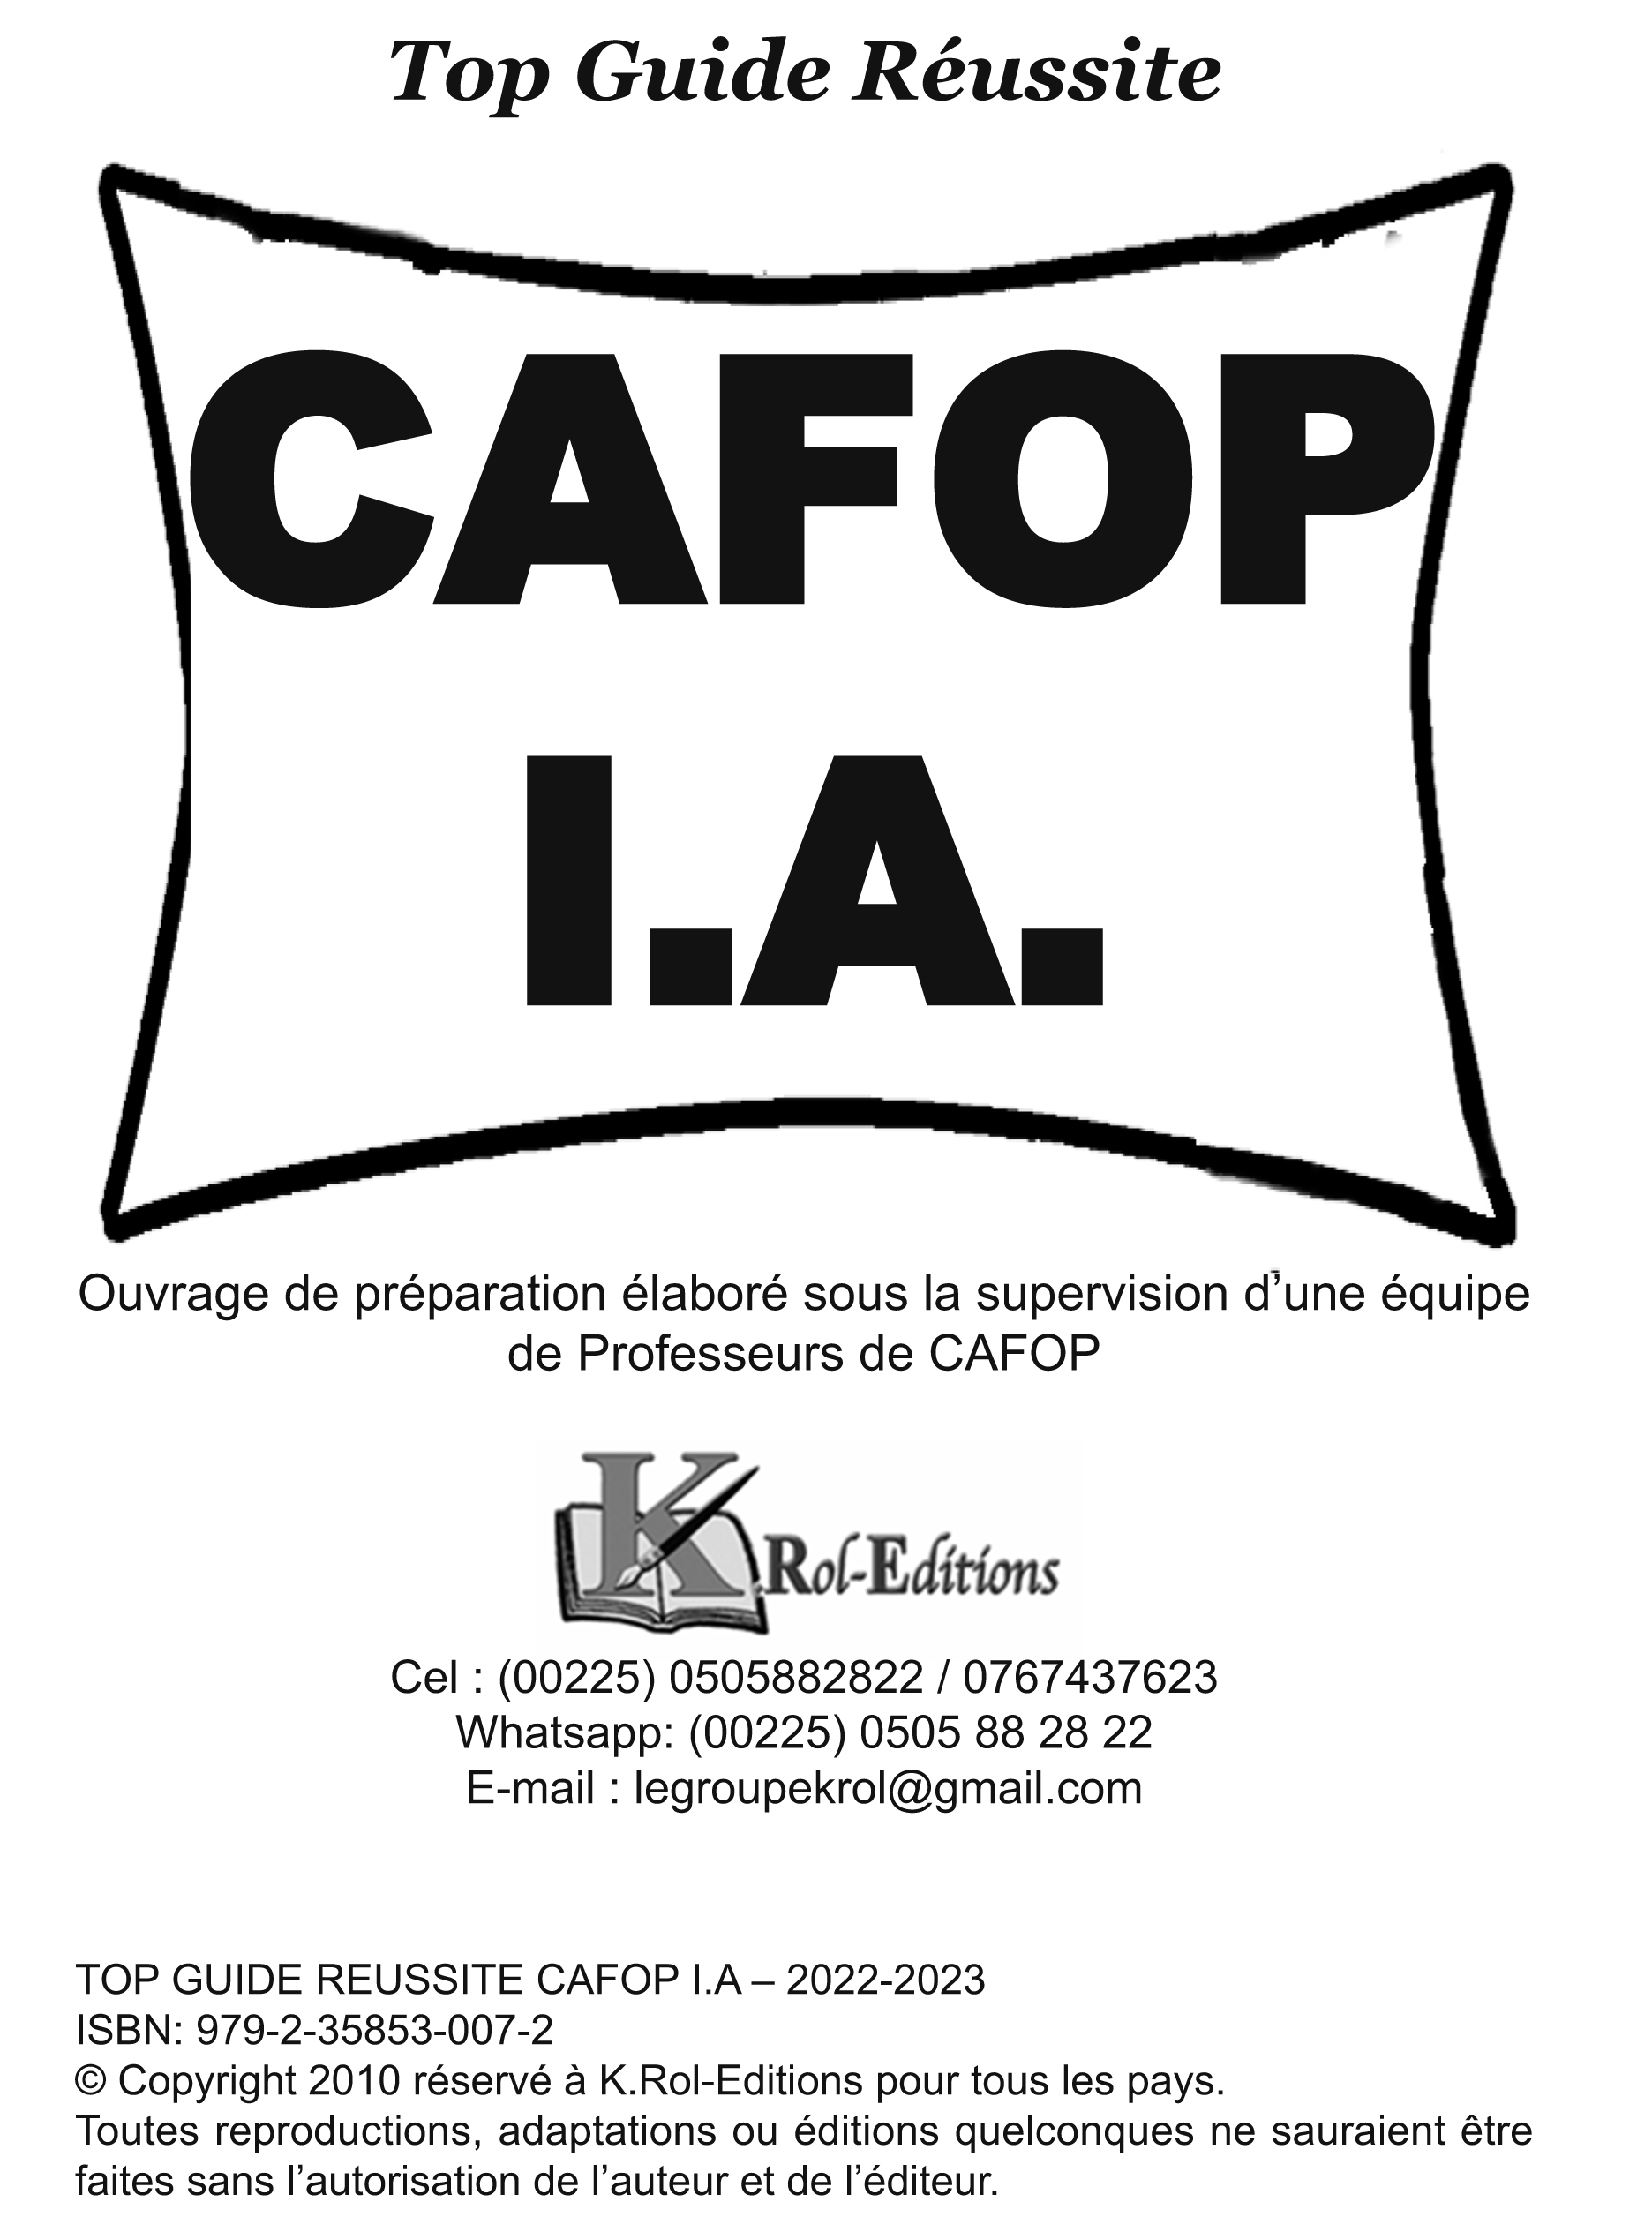 Top Guide Réussite
CAFOP
I.A.
Ouvrage de préparation élaboré sous la supervision d’une équipe
de Professeurs de CAFOP
K.Rol-Editions
Cel : (00225) 0505882822 / 0767437623
Whatsapp: (00225) 0505 88 28 22
E-mail : legroupekrol@gmail.com
TOP GUIDE REUSSITE CAFOP I.A – 2022-2023
ISBN: 979-2-35853-007-2
© Copyright 2010 réservé à K.Rol-Editions pour tous les pays.
Toutes reproductions, adaptations ou éditions quelconques ne sauraient être
faites sans l’autorisation de l’auteur et de l’éditeur.